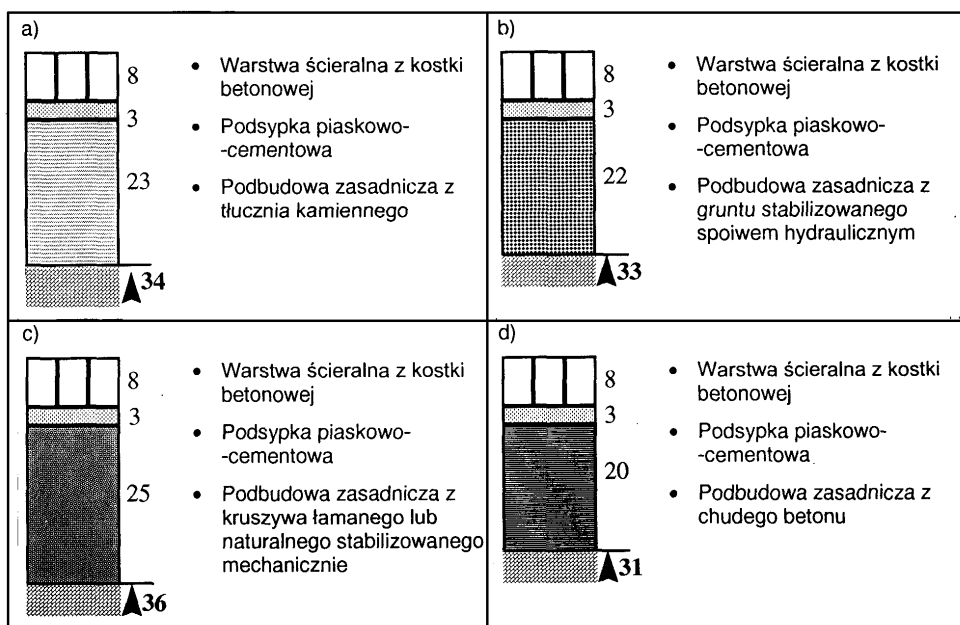 a)
8
3
23
34
• Warstwa ścieralna z kostki
betonowej
• Podsypka piaskowo-
-cementowa
• Podbudowa zasadnicza z
tłucznia kamiennego
b)
8
3
22
33
• Warstwa ścieralna z kostki
betonowej
• Podsypka piaskowo-
-cementowa
• Podbudowa zasadnicza z
gruntu stabilizowanego
spoiwem hydraulicznym
c)
8
3
25
36
• Warstwa ścieralna z kostki
betonowej
• Podsypka piaskowo-
-cementowa
• Podbudowa zasadnicza z
kruszywa łamanego lub
naturalnego stabilizowanego
mechanicznie
d)
8
3
20
31
• Warstwa ścieralna z kostki
betonowej
• Podsypka piaskowo-
-cementowa
• Podbudowa zasadnicza z
chudego betonu